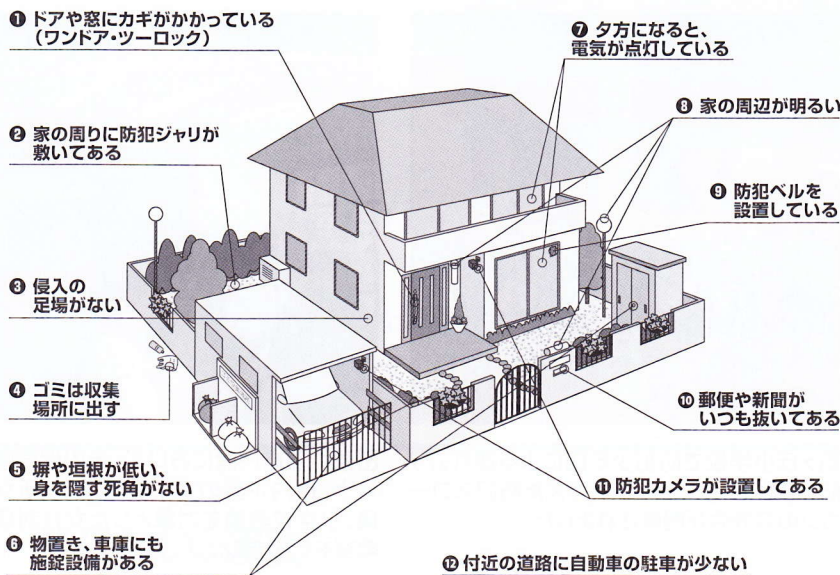 ❶ ドアや窓にカギがかかっている
(ワンドア・ツーロック)
❷ 家の周りに防犯ジャリが
敷いてある
❸ 侵入の
足場がない
❹ ゴミは収集
場所に出す
❺ 塀や垣根が低い、
身を隠す死角がない
❻ 物置き、車庫にも
施錠設備がある
❼ 夕方になると、
電気が点灯している
❽ 家の周辺が明るい
❾ 防犯ベルを
設置している
❿ 郵便や新聞が
いつも抜いてある
⓫ 防犯カメラが設置してある
⓬ 付近の道路に自動車の駐車が少ない